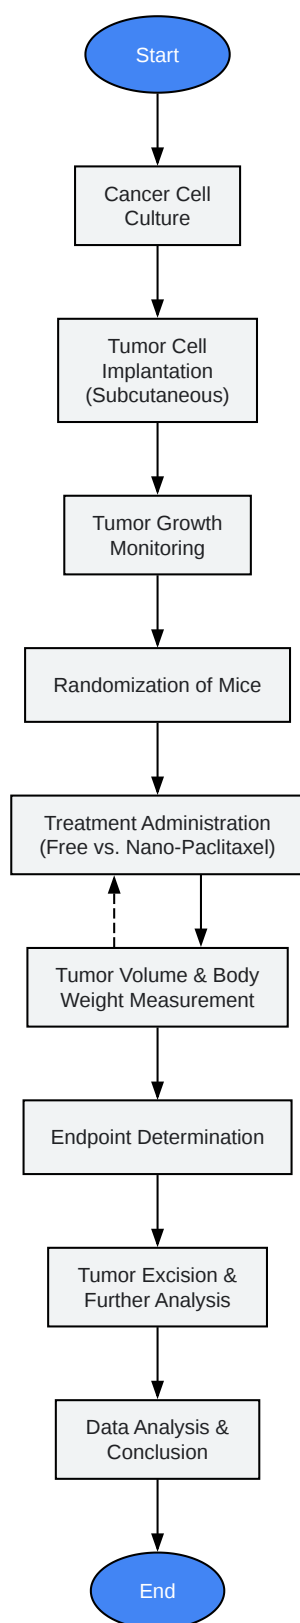 Start
Cancer Cell
Culture
Tumor Cell
Implantation
(Subcutaneous)
Tumor Growth
Monitoring
Randomization of Mice
Treatment Administration
(Free vs. Nano-Paclitaxel)
Tumor Volume & Body
Weight Measurement
Endpoint Determination
Tumor Excision &
Further Analysis
Data Analysis &
Conclusion
End